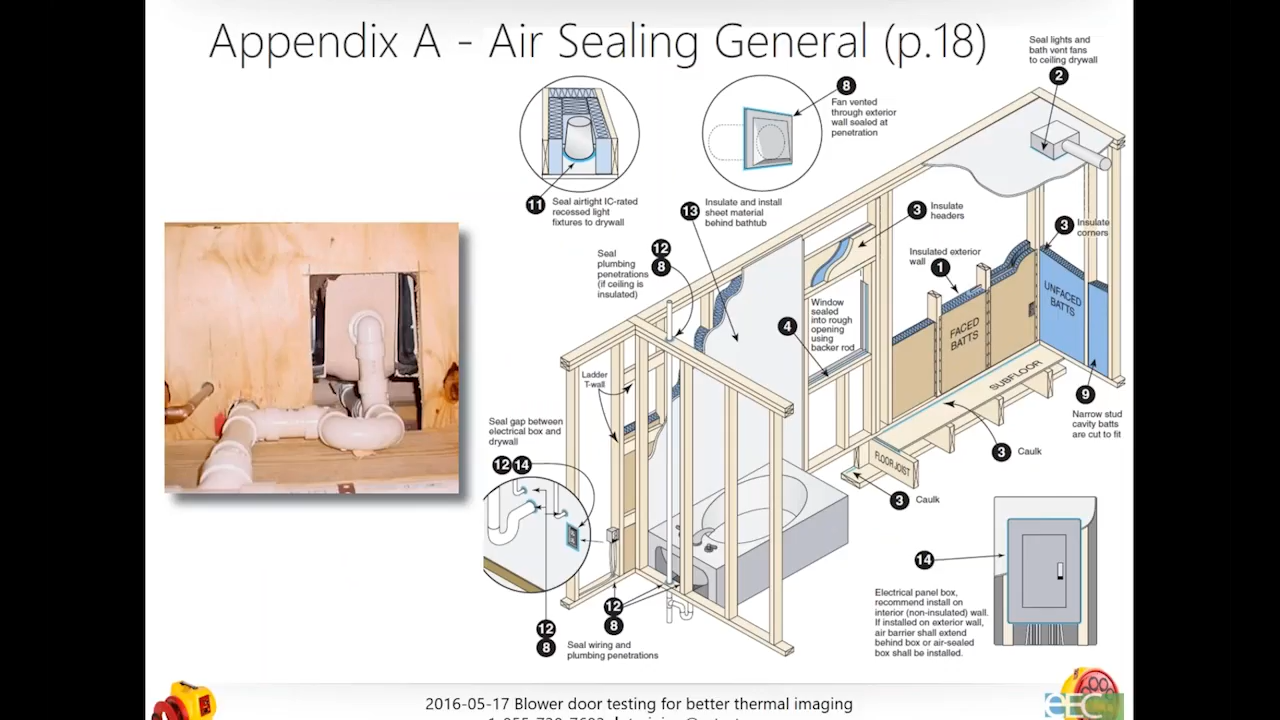 Appendix A - Air Sealing General (p.18)
Seal lights and
bath vent fans
to ceiling drywall
2
8
Fan vented
through exterior
wall sealed at
penetration
11
Seal airtight IC-rated
recessed light
fixtures to drywall
13
Insulate and install
sheet material
behind bathtub
3
Insulate
headers
3
Insulate
corners
12
8
Seal
plumbing
penetrations
(if ceiling is
insulated)
Insulated exterior
wall
1
UNFACED
BATTS
FACED
BATTS
4
Window
sealed
into rough
opening
using
backer rod
SUBFLOOR
Ladder
T-wall
9
Narrow stud
cavity batts
are cut to fit
Seal gap between
electrical box and
drywall
12 14
3
Caulk
FLOOR JOIST
3
Caulk
14
Electrical panel box,
recommend install on
interior (non-insulated) wall.
If installed on exterior wall,
air barrier shall extend
behind box or air-sealed
box shall be installed.
12
8
12
8
Seal wiring and
plumbing penetrations
2016-05-17 Blower door testing for better thermal imaging
eEC